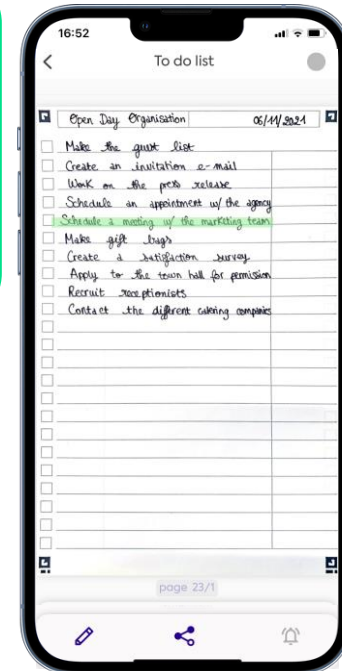 16:52
To do list
Open Day Organisation 06/11/2021
Make the guest list
Create an invitation e-mail
Work on the press release
Schedule an appointment w/ the agency
Schedule a meeting w/ the marketing team
Make gift bags
Create a satisfaction survey
Apply to the town hall for permission
Recruit receptionists
Contact the different catering companies
page 23/1